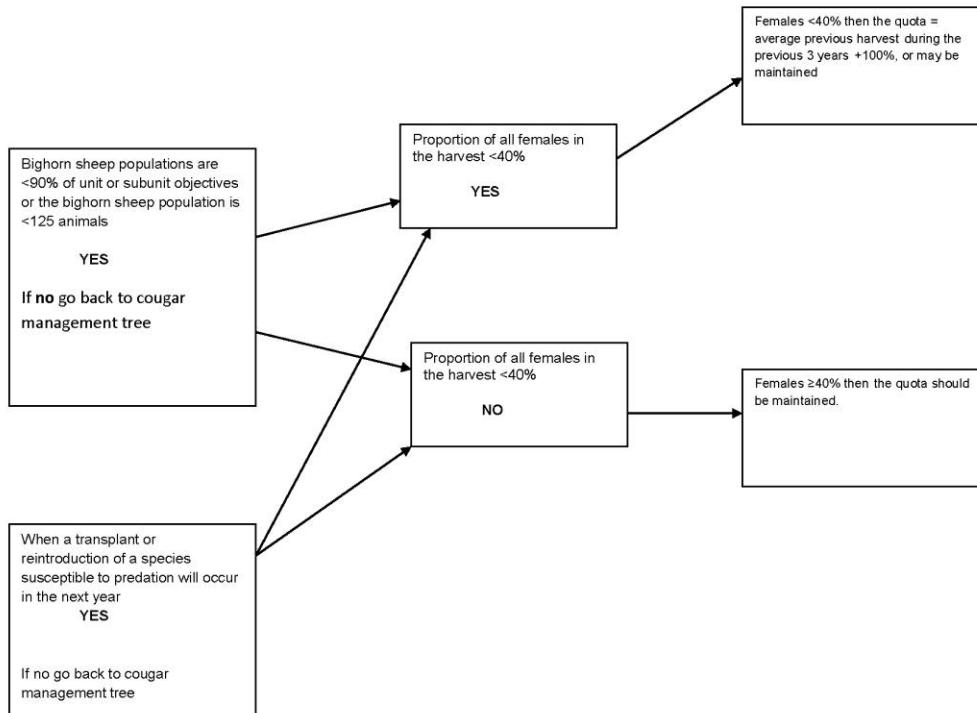 Females <40% then the quota =
average previous harvest during the
previous 3 years +100%, or may be
maintained
Proportion of all females in
the harvest <40%
YES
Bighorn sheep populations are
<90% of unit or subunit objectives
or the bighorn sheep population is
<125 animals
YES
If no go back to cougar
management tree
Proportion of all females in
the harvest <40%
NO
Females ≥40% then the quota should
be maintained.
When a transplant or
reintroduction of a species
susceptible to predation will occur
in the next year
YES
If no go back to cougar
management tree